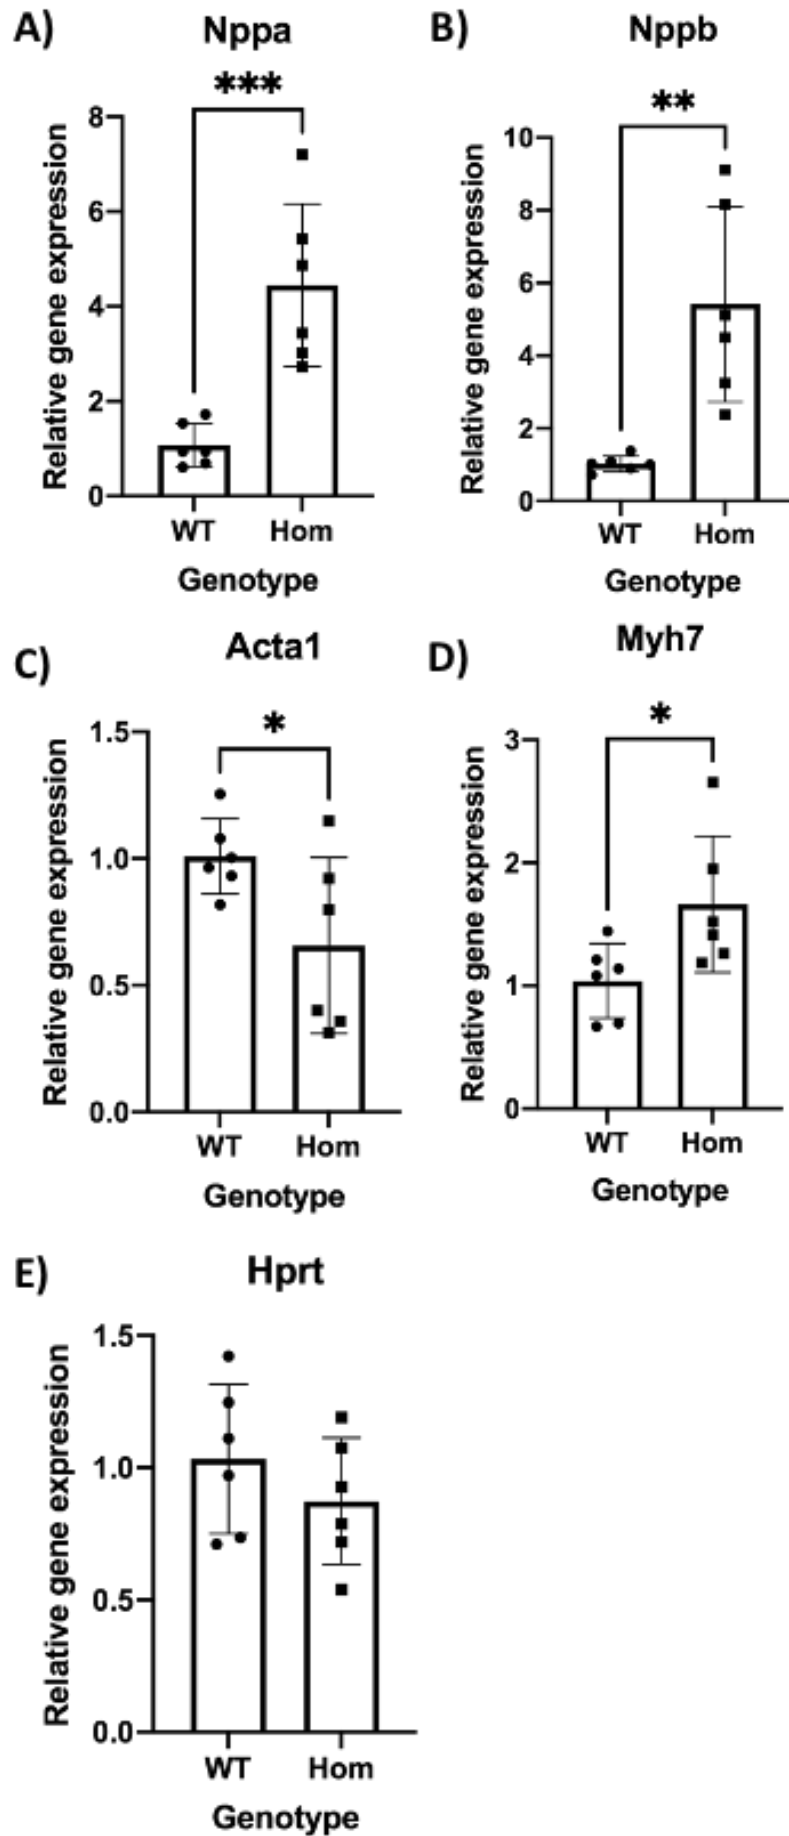 A)
Nppa
***
Relative gene expression
8
6
4
2
0
WT Hom
Genotype
B)
Nppb
**
Relative gene expression
10
8
6
4
2
0
WT Hom
Genotype
C)
Acta1
*
Relative gene expression
1.5
1.0
0.5
0.0
WT Hom
Genotype
D)
Myh7
*
Relative gene expression
3
2
1
0
WT Hom
Genotype
E)
Hprt
Relative gene expression
1.5
1.0
0.5
0.0
WT Hom
Genotype